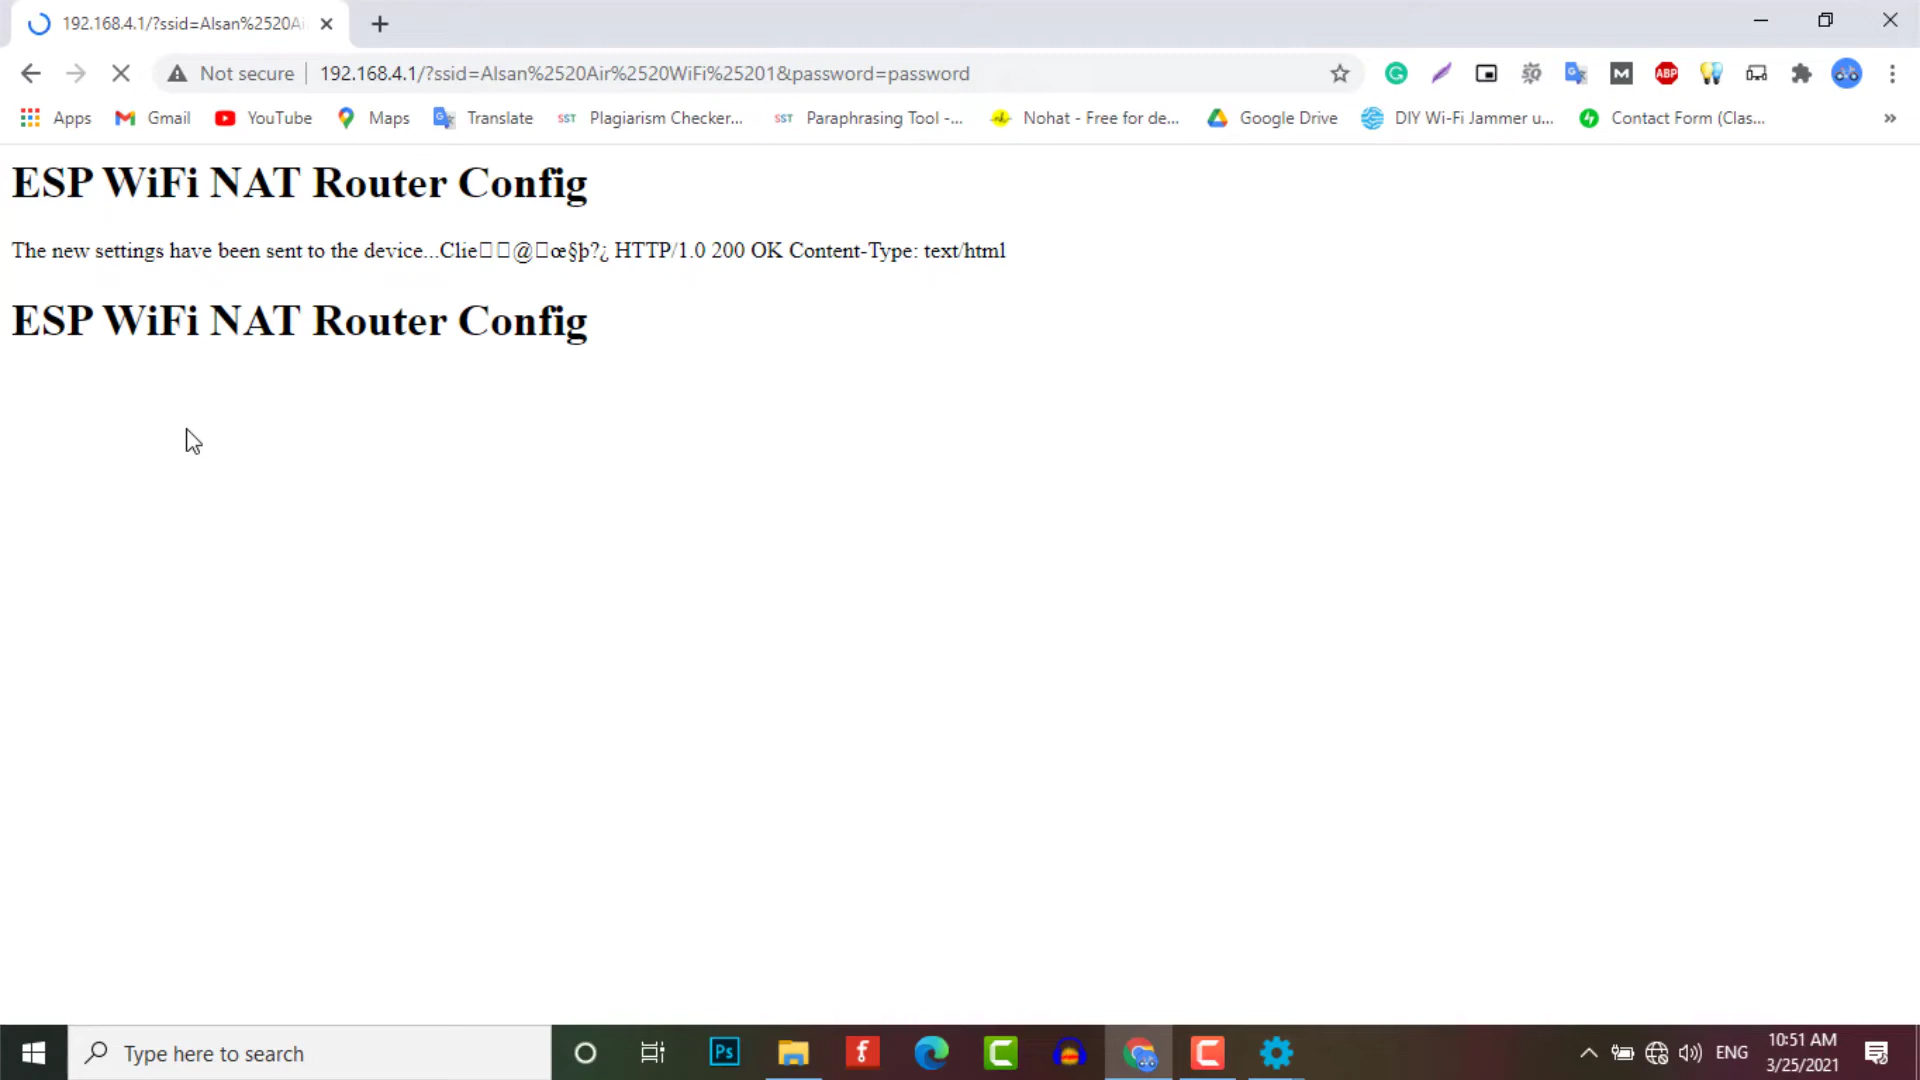 192.168.4.1/?ssid=Alsan%2520Ai
Not secure 192.168.4.1/?ssid=Alsan%2520Air%2520WiFi%25201&password=password
Apps Gmail YouTube Maps Translate SST Plagiarism Checker... SST Paraphrasing Tool -... Nohat - Free for de... Google Drive DIY Wi-Fi Jammer u... Contact Form (Clas... »
ESP WiFi NAT Router Config
The new settings have been sent to the device...Clie□□@□œ§þ?¿ HTTP/1.0 200 OK Content-Type: text/html
ESP WiFi NAT Router Config
Type here to search
Ps
ENG
10:51 AM
3/25/2021